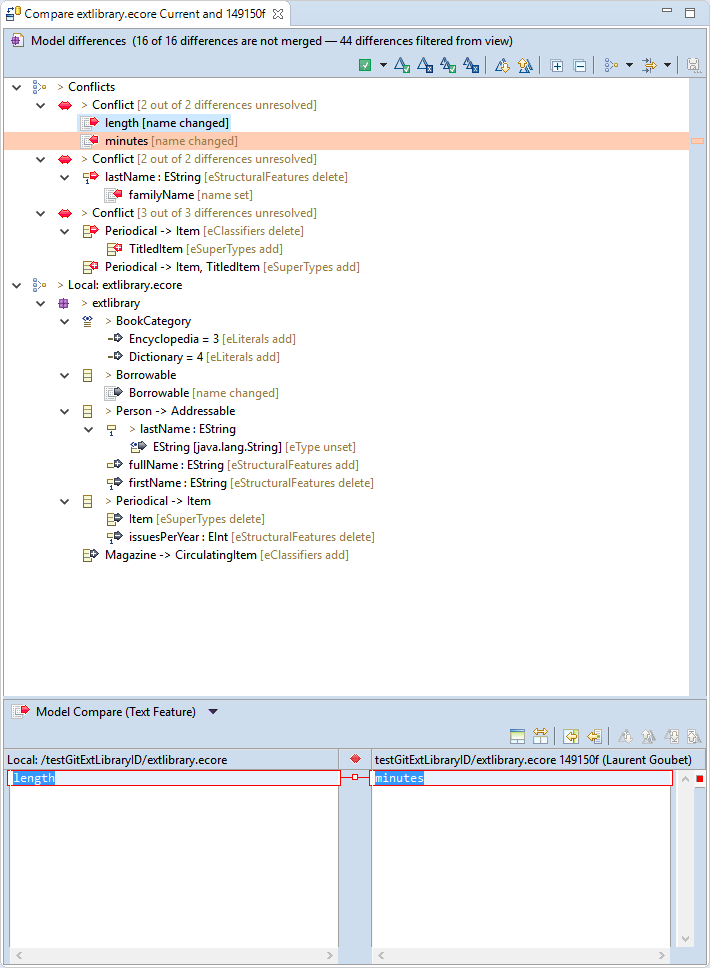 Compare extlibrary.ecore Current and 149150f
Model differences (16 of 16 differences are not merged — 44 differences filtered from view)
> Conflicts
> Conflict [2 out of 2 differences unresolved]
length [name changed]
minutes [name changed]
> Conflict [2 out of 2 differences unresolved]
lastName : EString [eStructuralFeatures delete]
familyName [name set]
> Conflict [3 out of 3 differences unresolved]
Periodical -> Item [eClassifiers delete]
TitledItem [eSuperTypes add]
Periodical -> Item, TitledItem [eSuperTypes add]
> Local: extlibrary.ecore
> extlibrary
> BookCategory
Encyclopedia = 3 [eLiterals add]
Dictionary = 4 [eLiterals add]
> Borrowable
Borrowable [name changed]
> Person -> Addressable
> lastName : EString
EString [java.lang.String] [eType unset]
fullName : EString [eStructuralFeatures add]
firstName : EString [eStructuralFeatures delete]
> Periodical -> Item
Item [eSuperTypes delete]
issuesPerYear : EInt [eStructuralFeatures delete]
Magazine -> CirculatingItem [eClassifiers add]
Model Compare (Text Feature)
Local: /testGitExtLibraryID/extlibrary.ecore
testGitExtLibraryID/extlibrary.ecore 149150f (Laurent Goubet)
length
minutes